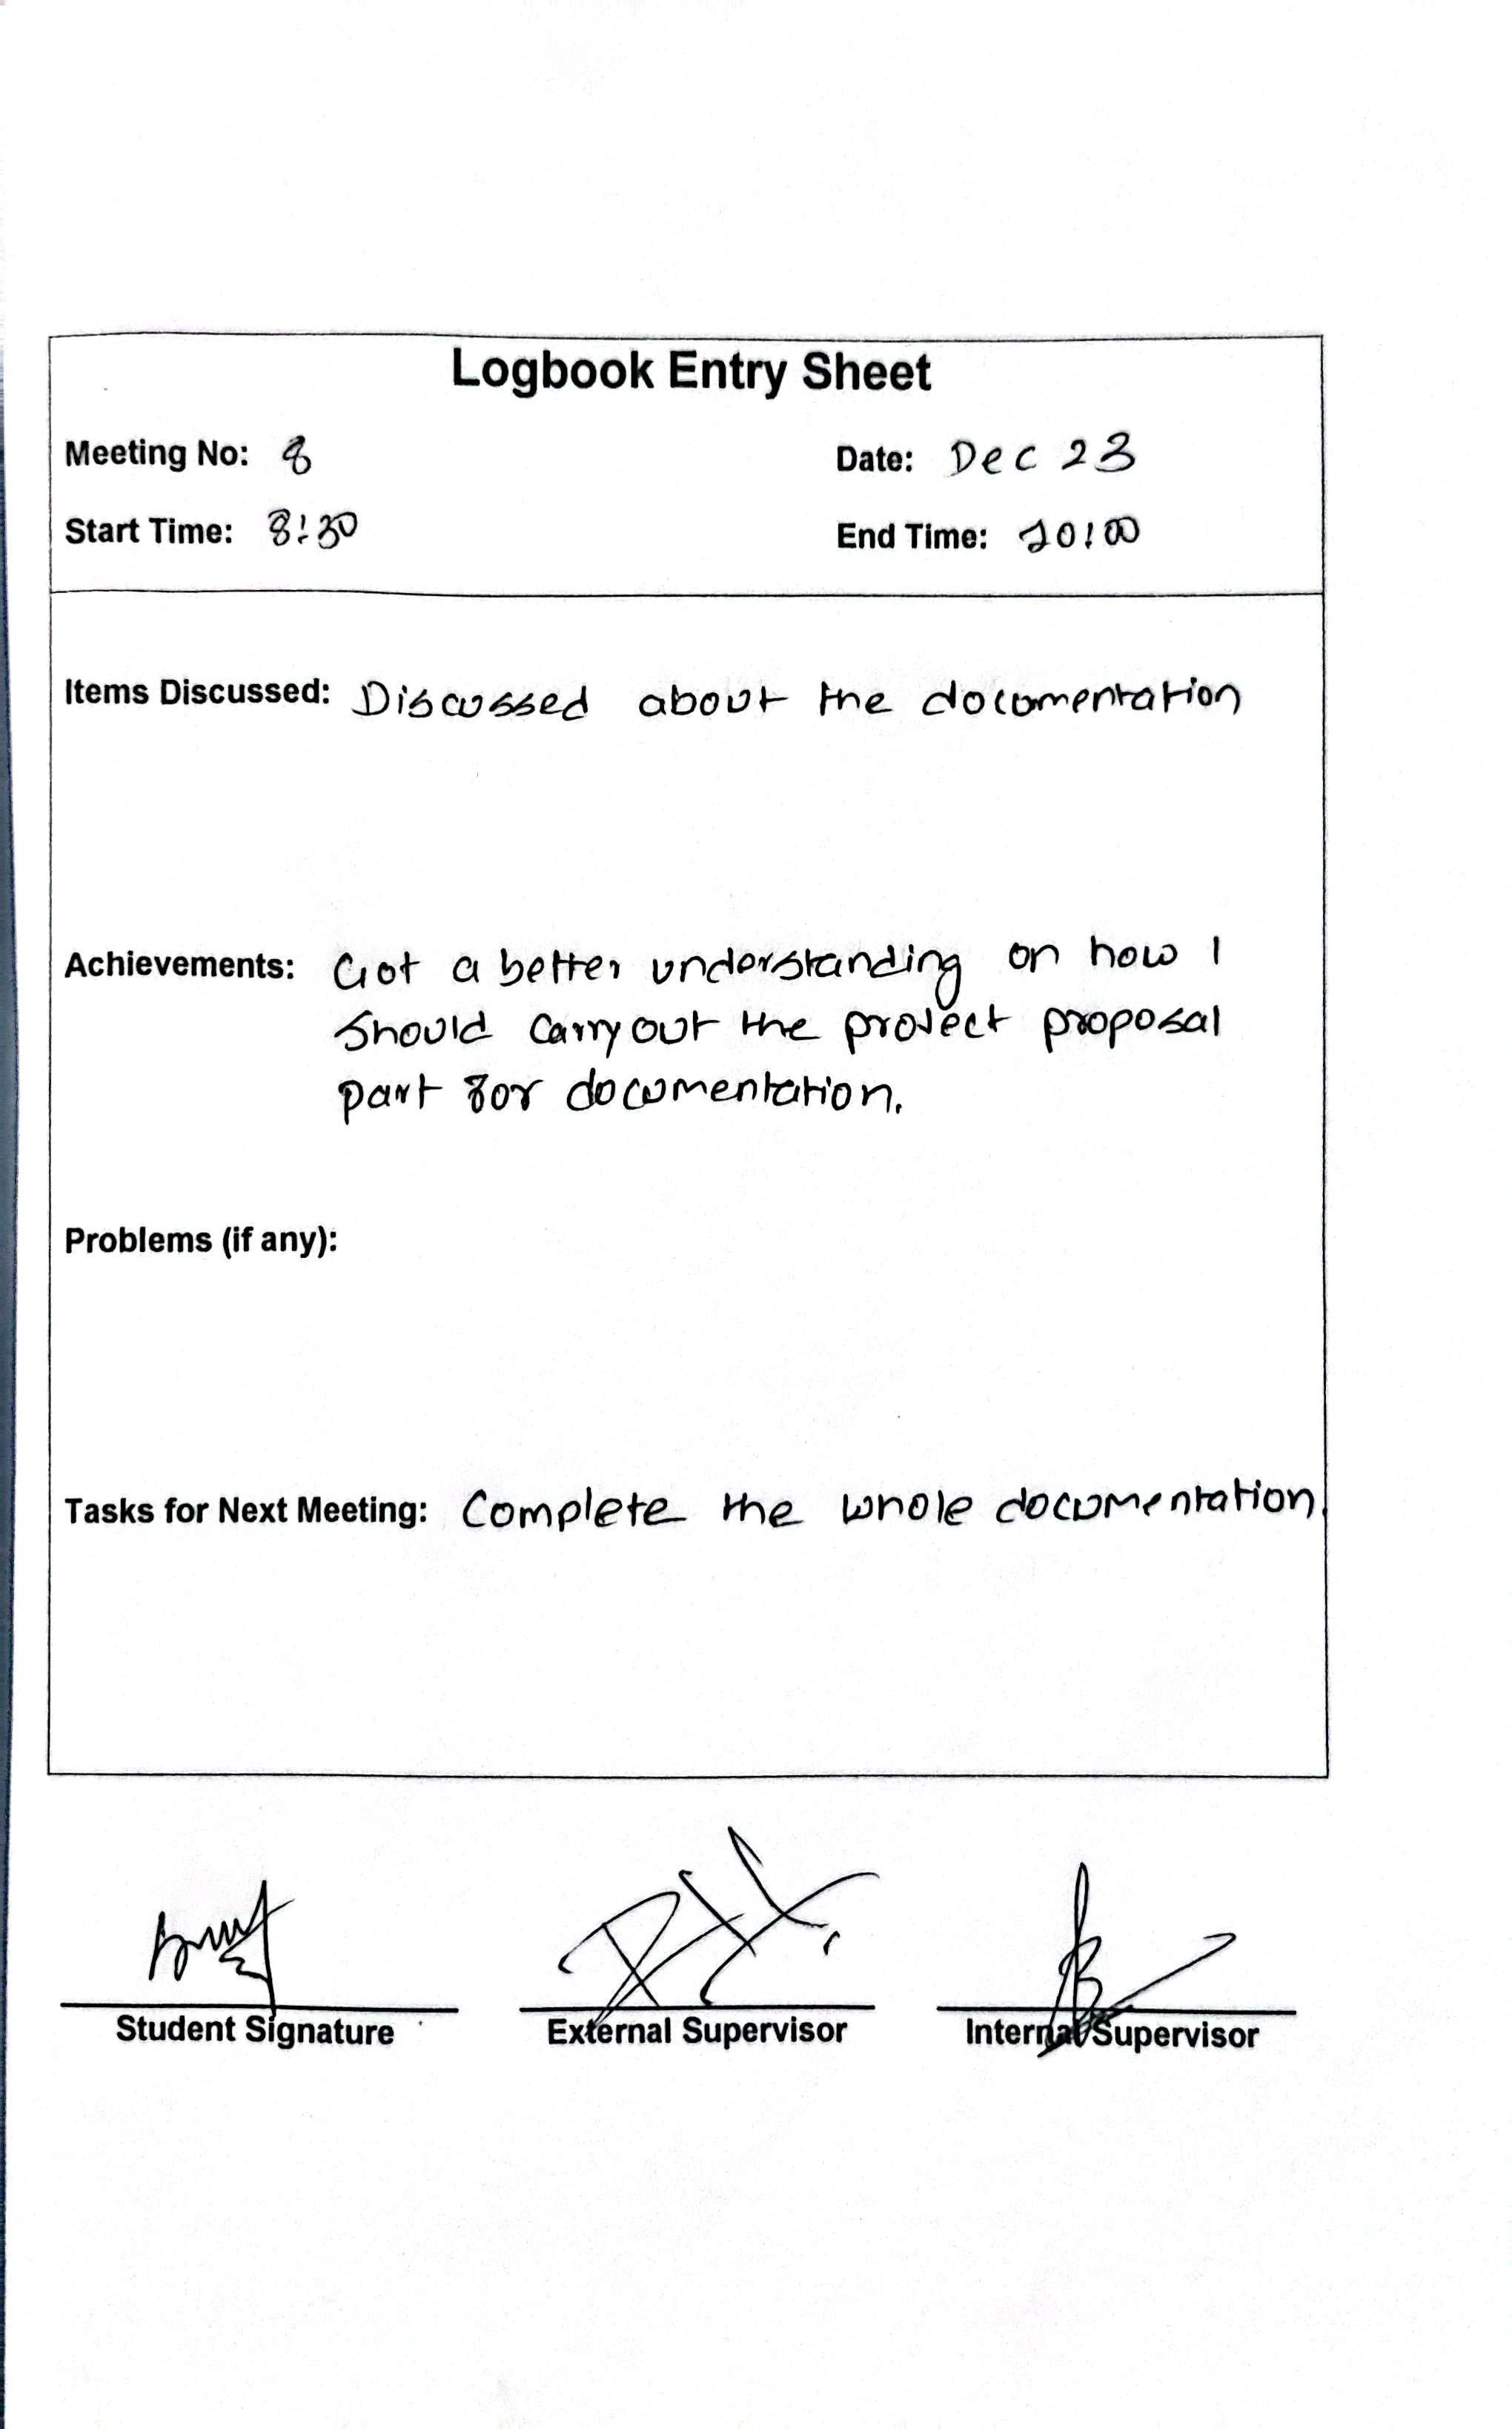 Logbook Entry Sheet
Meeting No: 8 Date: Dec 23
Start Time: 8:30 End Time: 10:00
Items Discussed: Discussed about the documentation
Achievements: Got a better understanding on how I
should carry out the project proposal
part for documentation.
Problems (if any):
Tasks for Next Meeting: Complete the whole documentation.
Student Signature External Supervisor Internal Supervisor